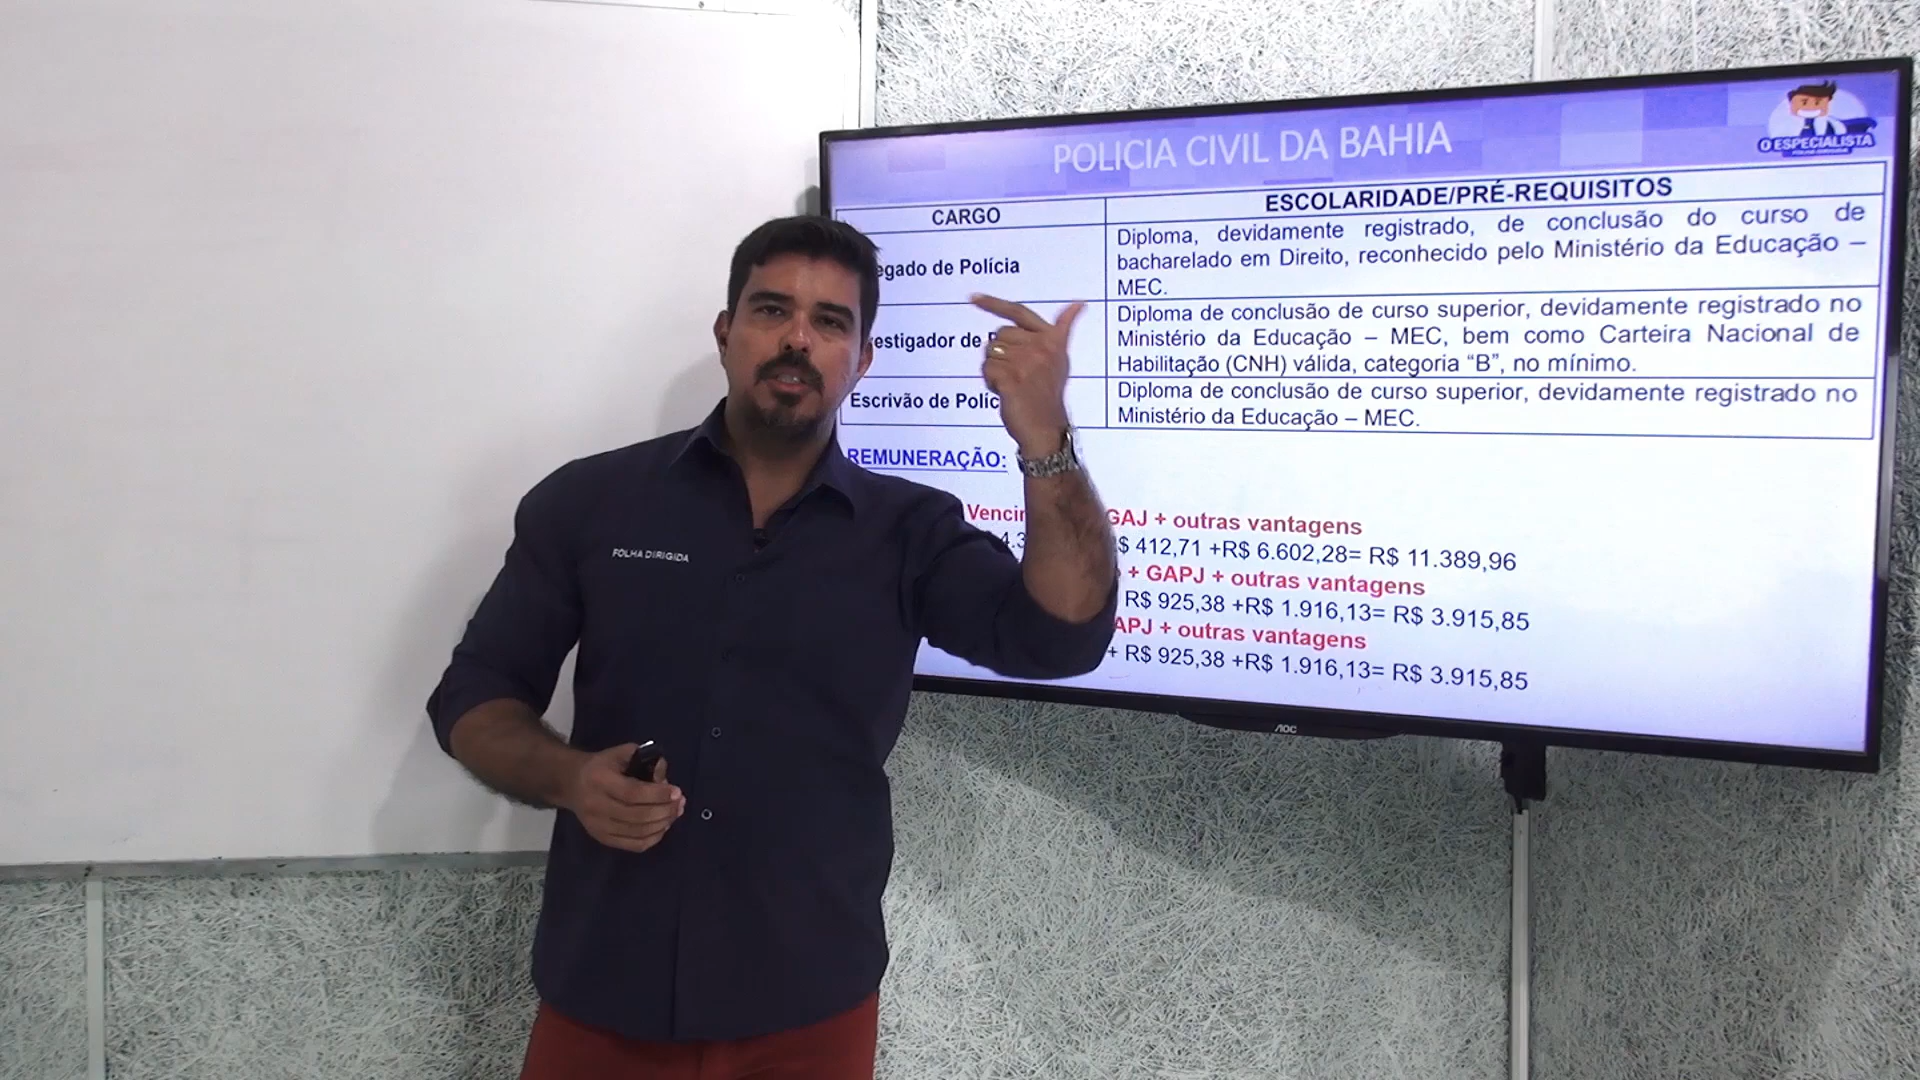 POLICIA CIVIL DA BAHIA
O ESPECIALISTA
CARGO
ESCOLARIDADE/PRÉ-REQUISITOS
egado de Polícia
Diploma, devidamente registrado, de conclusão do curso de
bacharelado em Direito, reconhecido pelo Ministério da Educação –
MEC.
estigador de
Diploma de conclusão de curso superior, devidamente registrado no
Ministério da Educação – MEC, bem como Carteira Nacional de
Habilitação (CNH) válida, categoria “B”, no mínimo.
Escrivão de Políc
Diploma de conclusão de curso superior, devidamente registrado no
Ministério da Educação – MEC.
REMUNERAÇÃO:
Venci GAJ + outras vantagens
4.3 $ 412,71 +R$ 6.602,28= R$ 11.389,96
+ GAPJ + outras vantagens
R$ 925,38 +R$ 1.916,13= R$ 3.915,85
APJ + outras vantagens
+ R$ 925,38 +R$ 1.916,13= R$ 3.915,85
FOLHA DIRIGIDA
AOC